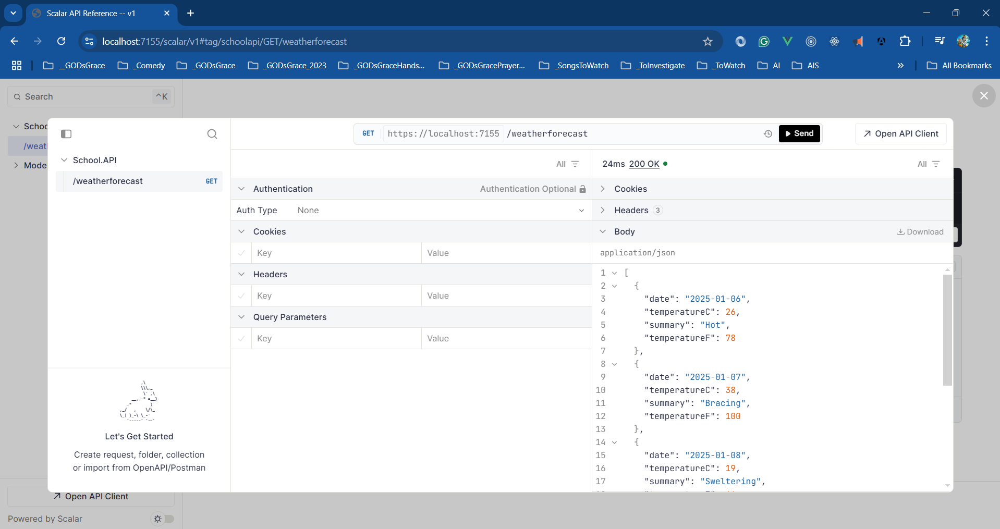 Scalar API Reference -- v1
localhost:7155/scalar/v1#tag/schoolapi/GET/weatherforecast
__GODsGrace
_Comedy
_GODsGrace
_GODsGrace_2023
_GODsGraceHands...
_GODsGracePrayer...
_SongsToWatch
_ToInvestigate
_ToWatch
AI
AIS
All Bookmarks
Search
^K
Schoo
/weat
Mode
School.API
/weatherforecast GET
Let's Get Started
Create request, folder, collection
or import from OpenAPI/Postman
Open API Client
Powered by Scalar
GET https://localhost:7155 /weatherforecast
Send
Open API Client
All
Authentication Authentication Optional
Auth Type None
Cookies
Key Value
Headers
Key Value
Query Parameters
Key Value
24ms 200 OK
All
Cookies
Headers 3
Body Download
application/json
1 [
2 {
3 "date": "2025-01-06",
4 "temperatureC": 26,
5 "summary": "Hot",
6 "temperatureF": 78
7 },
8 {
9 "date": "2025-01-07",
10 "temperatureC": 38,
11 "summary": "Bracing",
12 "temperatureF": 100
13 },
14 {
15 "date": "2025-01-08",
16 "temperatureC": 19,
17 "summary": "Sweltering",